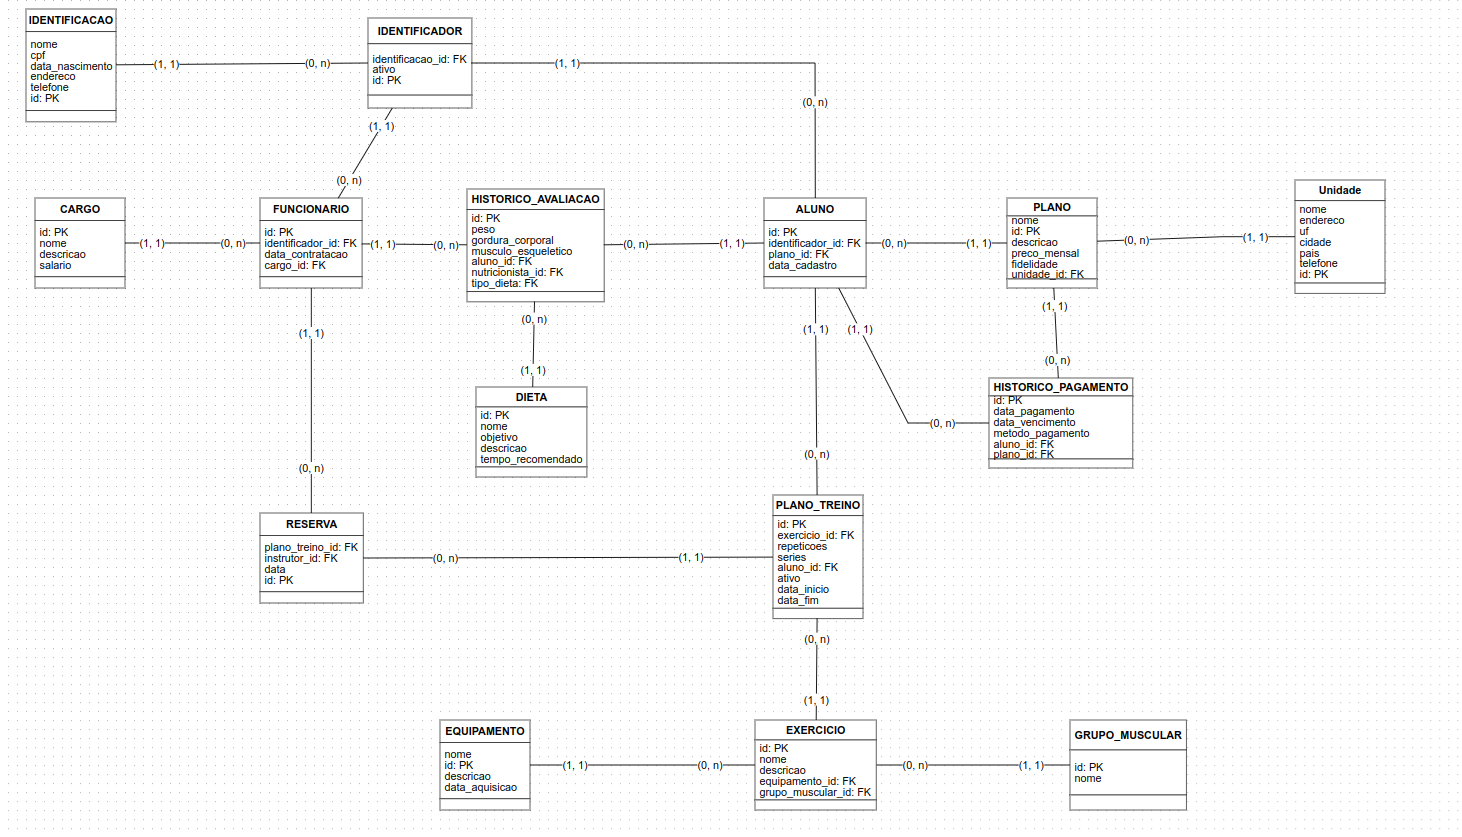 IDENTIFICACAO
nome
cpf
data_nascimento
endereco
telefone
id: PK
(1, 1)
(0, n)
IDENTIFICADOR
identificacao_id: FK
ativo
id: PK
(1, 1)
(0, n)
(1, 1)
(0, n)
CARGO
id: PK
nome
descricao
salario
(1, 1)
(0, n)
FUNCIONARIO
id: PK
identificador_id: FK
data_contratacao
cargo_id: FK
(1, 1)
(0, n)
HISTORICO_AVALIACAO
id: PK
peso
gordura_corporal
musculo_esqueletico
aluno_id: FK
nutricionista_id: FK
tipo_dieta: FK
(0, n)
(1, 1)
ALUNO
id: PK
identificador_id: FK
plano_id: FK
data_cadastro
(0, n)
(1, 1)
PLANO
nome
id: PK
descricao
preco_mensal
fidelidade
unidade_id: FK
(0, n)
(1, 1)
Unidade
nome
endereco
uf
cidade
pais
telefone
id: PK
(1, 1)
(0, n)
(0, n)
(1, 1)
DIETA
id: PK
nome
objetivo
descricao
tempo_recomendado
(1, 1)
(0, n)
(1, 1)
(0, n)
(1, 1)
(0, n)
HISTORICO_PAGAMENTO
id: PK
data_pagamento
data_vencimento
metodo_pagamento
aluno_id: FK
plano_id: FK
RESERVA
plano_treino_id: FK
instrutor_id: FK
data
id: PK
(0, n)
(1, 1)
PLANO_TREINO
id: PK
exercicio_id: FK
repeticoes
series
aluno_id: FK
ativo
data_inicio
data_fim
(0, n)
(1, 1)
EQUIPAMENTO
nome
id: PK
descricao
data_aquisicao
(1, 1)
(0, n)
EXERCICIO
id: PK
nome
descricao
equipamento_id: FK
grupo_muscular_id: FK
(0, n)
(1, 1)
GRUPO_MUSCULAR
id: PK
nome